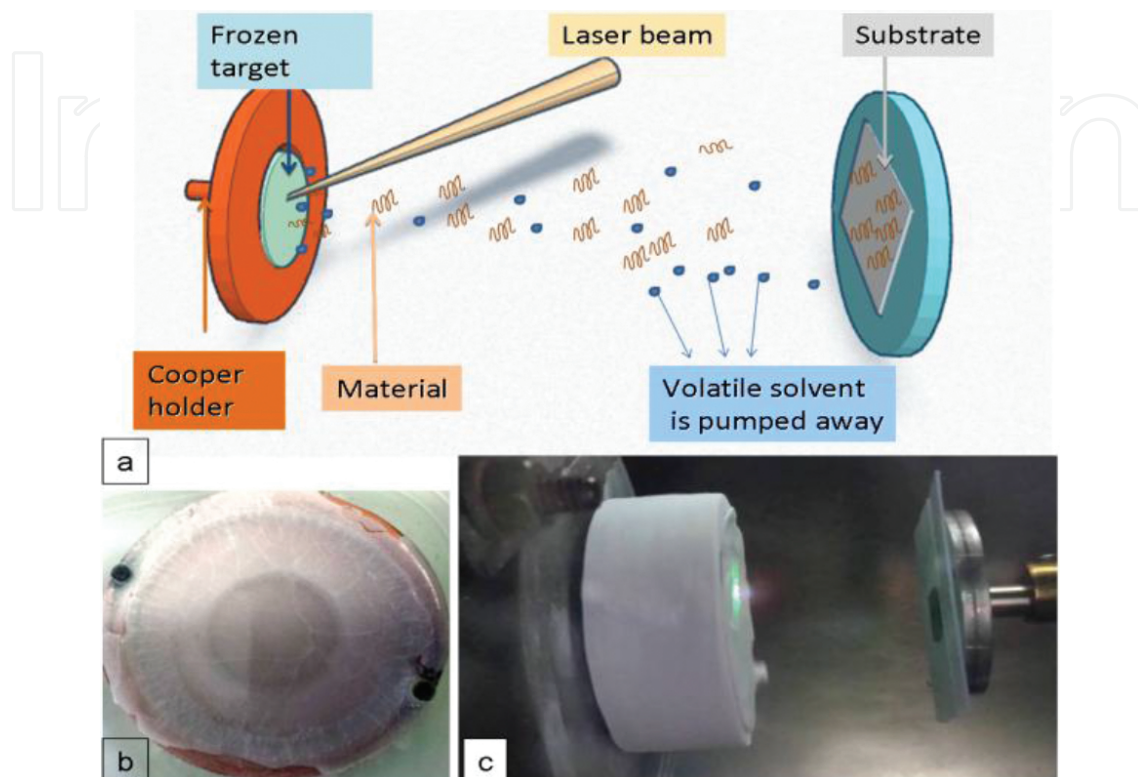 Frozen
target
Laser beam
Substrate
Cooper
holder
Material
Volatile solvent
is pumped away
a
b
c